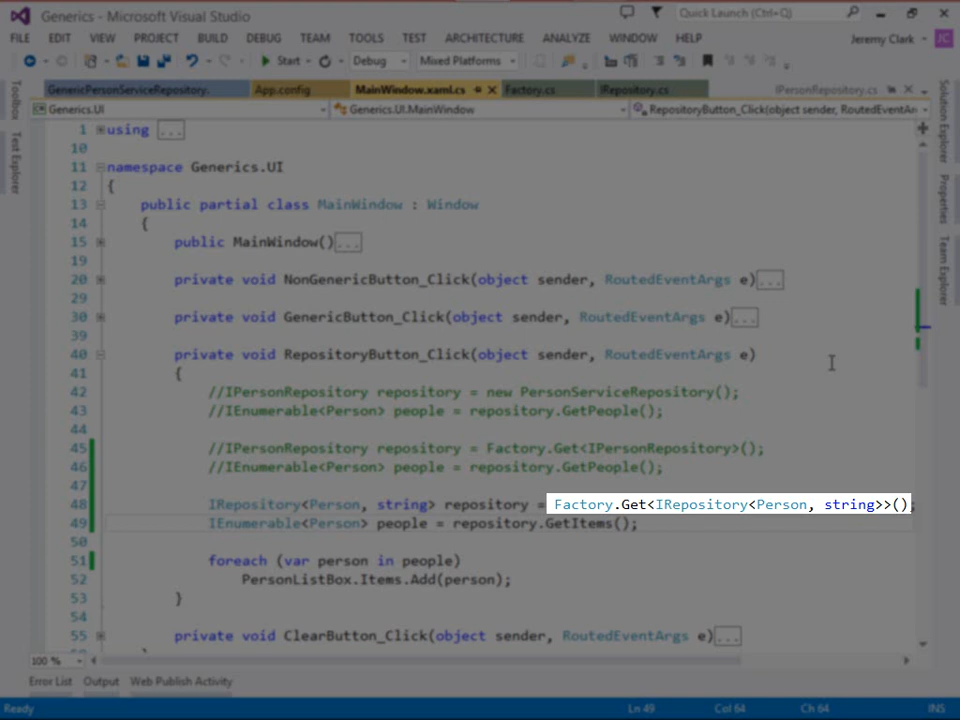 Generics - Microsoft Visual Studio
Quick Launch (Ctrl+Q)
FILE EDIT VIEW PROJECT BUILD DEBUG TEAM TOOLS TEST ARCHITECTURE ANALYZE WINDOW HELP
Jeremy Clark JC
Start Debug Mixed Platforms
GenericPersonServiceRepository. App.config MainWindow.xaml.cs Factory.cs IRepository.cs IPersonRepository.cs
Generics.UI Generics.UI.MainWindow RepositoryButton_Click(object sender, RoutedEventAr
Toolbox
Test Explorer
Solution Explorer
Properties
Team Explorer
1 using ...
10
11 namespace Generics.UI
12 {
13 public partial class MainWindow : Window
14 {
15 public MainWindow()...
19
20 private void NonGenericButton_Click(object sender, RoutedEventArgs e)...
29
30 private void GenericButton_Click(object sender, RoutedEventArgs e)...
39
40 private void RepositoryButton_Click(object sender, RoutedEventArgs e)
41 {
42 //IPersonRepository repository = new PersonServiceRepository();
43 //IEnumerable<Person> people = repository.GetPeople();
44
45 //IPersonRepository repository = Factory.Get<IPersonRepository>();
46 //IEnumerable<Person> people = repository.GetPeople();
47
48 IRepository<Person, string> repository = Factory.Get<IRepository<Person, string>>();
49 IEnumerable<Person> people = repository.GetItems();
50
51 foreach (var person in people)
52 PersonListBox.Items.Add(person);
53 }
54
55 private void ClearButton_Click(object sender, RoutedEventArgs e)...
100 %
Error List Output Web Publish Activity
Ready Ln 49 Col 64 Ch 64 INS